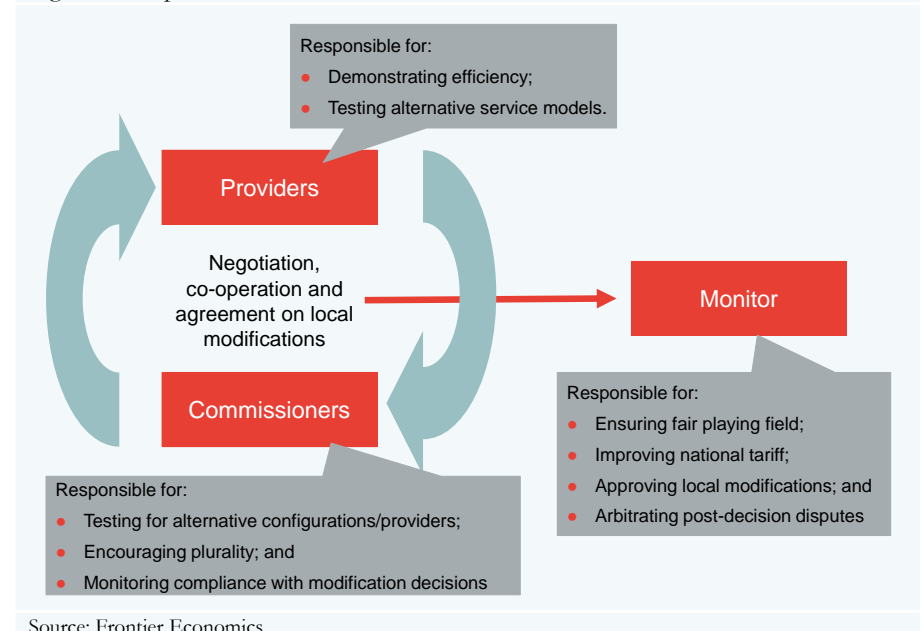 Responsible for:
● Demonstrating efficiency;
● Testing alternative service models.
Providers
Negotiation,
co-operation and
agreement on local
modifications
Monitor
Commissioners
Responsible for:
● Ensuring fair playing field;
● Improving national tariff;
● Approving local modifications; and
● Arbitrating post-decision disputes
Responsible for:
● Testing for alternative configurations/providers;
● Encouraging plurality; and
● Monitoring compliance with modification decisions
Source: Frontier Economics